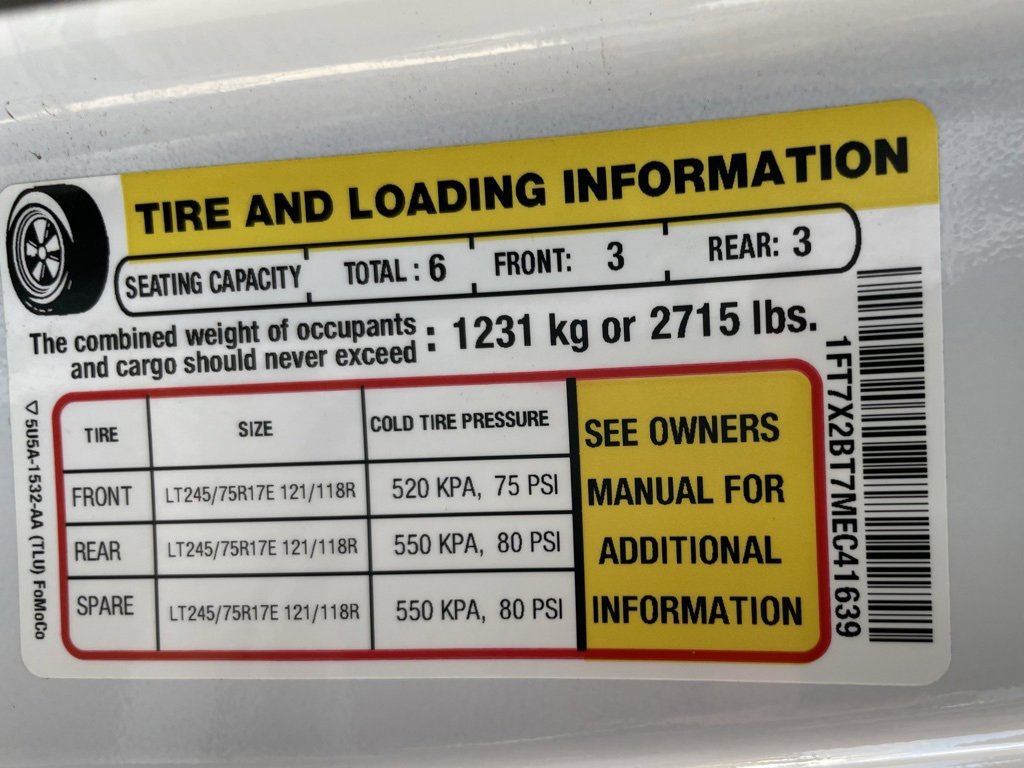 TIRE AND LOADING INFORMATION
SEATING CAPACITY TOTAL : 6 FRONT: 3 REAR: 3
The combined weight of occupants
and cargo should never exceed : 1231 kg or 2715 lbs.
TIRE SIZE COLD TIRE PRESSURE
FRONT LT245/75R17E 121/118R 520 KPA, 75 PSI
REAR LT245/75R17E 121/118R 550 KPA, 80 PSI
SPARE LT245/75R17E 121/118R 550 KPA, 80 PSI
SEE OWNERS
MANUAL FOR
ADDITIONAL
INFORMATION
1FT7X2BT7MEC41639
5U5A-1532-AA (TLU) FoMoCo